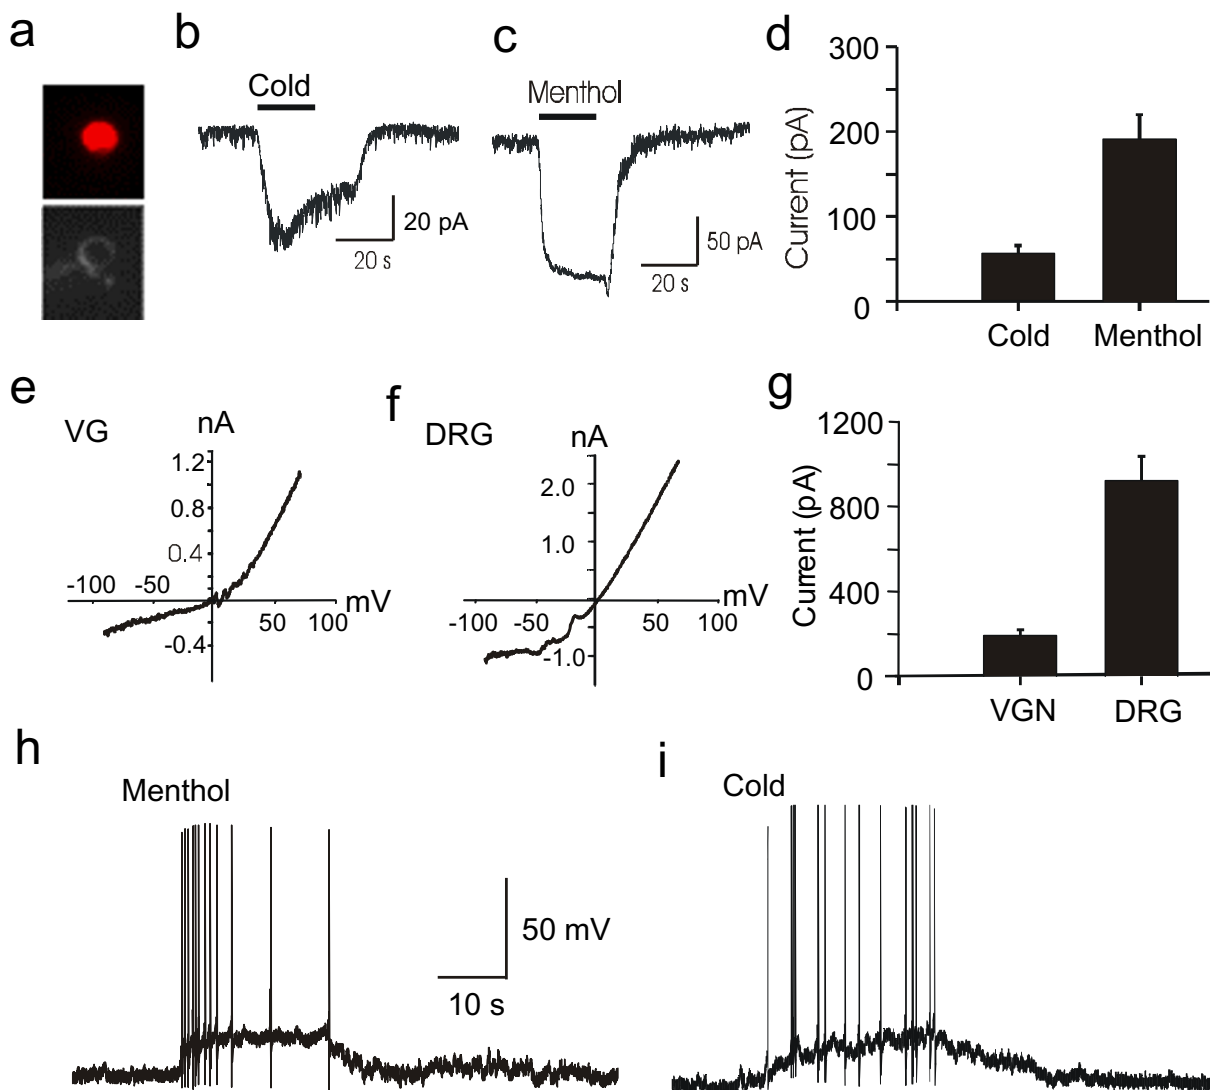 a
b
Cold
20 pA
20 s
c
Menthol
50 pA
20 s
d
300
200
100
0
Current (pA)
Cold
Menthol
e
VG
nA
1.2
0.8
0.4
-0.4
-100 -50
50 100
mV
f
DRG
nA
2.0
1.0
-1.0
-100 -50 50 100
mV
g
1200
800
400
0
Current (pA)
VGN
DRG
h
Menthol
50 mV
10 s
i
Cold